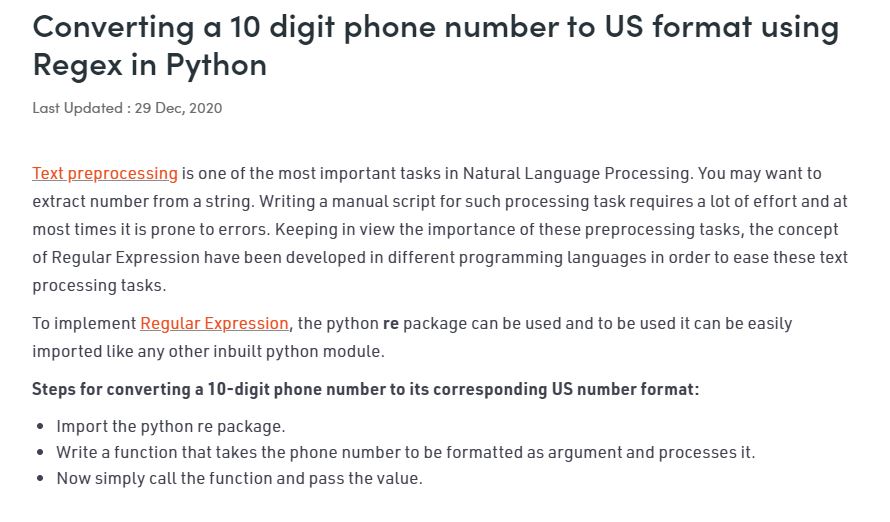 Converting a 10 digit phone number to US format using
Regex in Python
Last Updated : 29 Dec, 2020
Text preprocessing is one of the most important tasks in Natural Language Processing. You may want to
extract number from a string. Writing a manual script for such processing task requires a lot of effort and at
most times it is prone to errors. Keeping in view the importance of these preprocessing tasks, the concept
of Regular Expression have been developed in different programming languages in order to ease these text
processing tasks.
To implement Regular Expression, the python re package can be used and to be used it can be easily
imported like any other inbuilt python module.
Steps for converting a 10-digit phone number to its corresponding US number format:
• Import the python re package.
• Write a function that takes the phone number to be formatted as argument and processes it.
• Now simply call the function and pass the value.